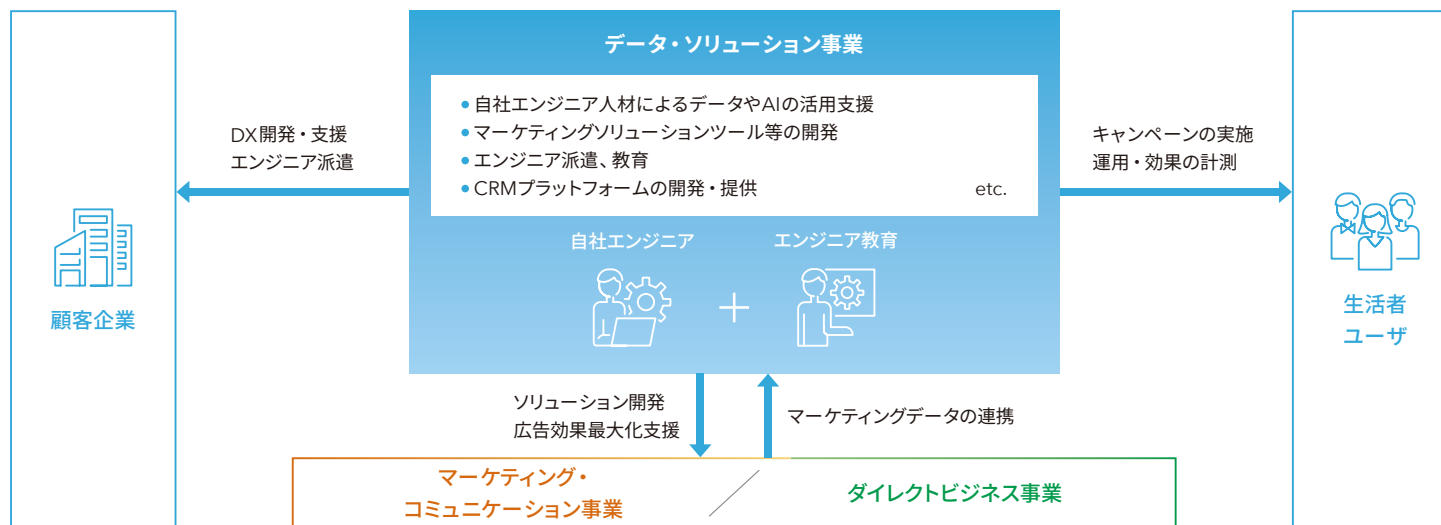 データ・ソリューション事業
• 自社エンジニア人材によるデータやAIの活用支援
• マーケティングソリューションツール等の開発
• エンジニア派遣、教育
• CRMプラットフォームの開発・提供 etc.
DX開発・支援
エンジニア派遣
キャンペーンの実施
運用・効果の計測
自社エンジニア
エンジニア教育
顧客企業
生活者
ユーザ
ソリューション開発
広告効果最大化支援
マーケティングデータの連携
マーケティング・
コミュニケーション事業
ダイレクトビジネス事業